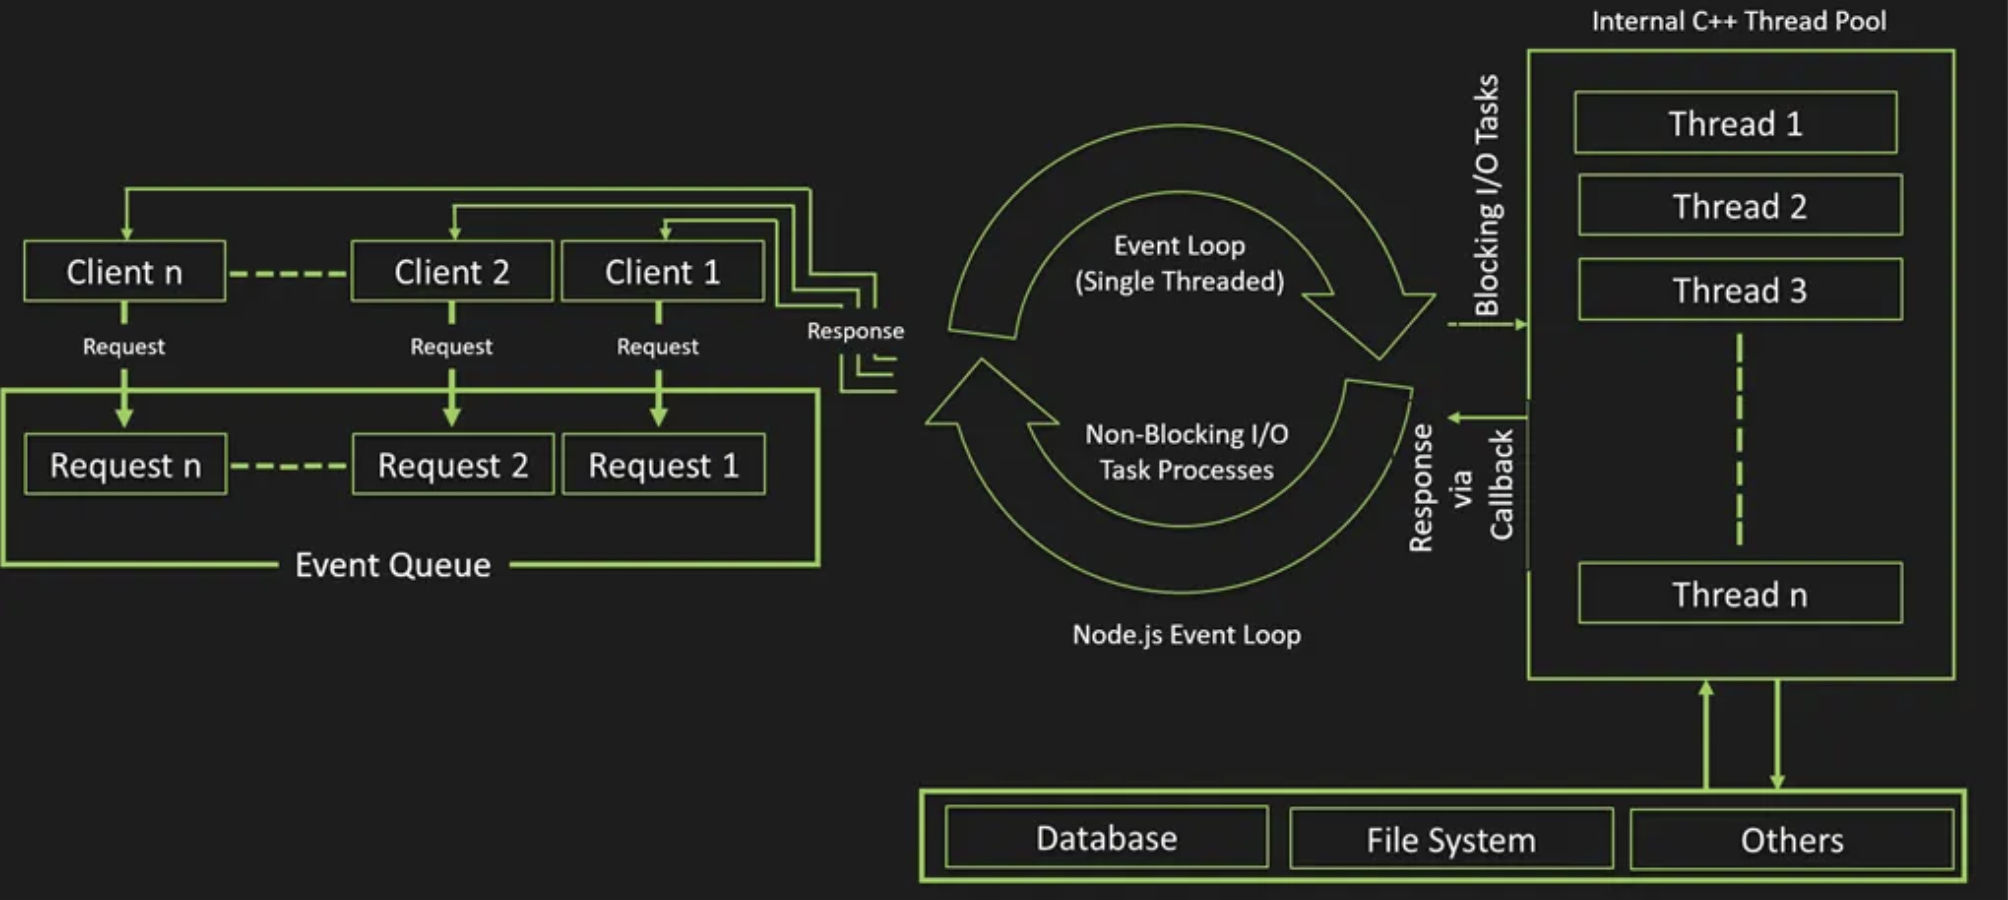 Internal C++ Thread Pool
Client n
Client 2
Client 1
Request
Request
Request
Response
Request n
Request 2
Request 1
Event Queue
Event Loop
(Single Threaded)
Non-Blocking I/O
Task Processes
Node.js Event Loop
Blocking I/O Tasks
Response
via
Callback
Thread 1
Thread 2
Thread 3
Thread n
Database
File System
Others